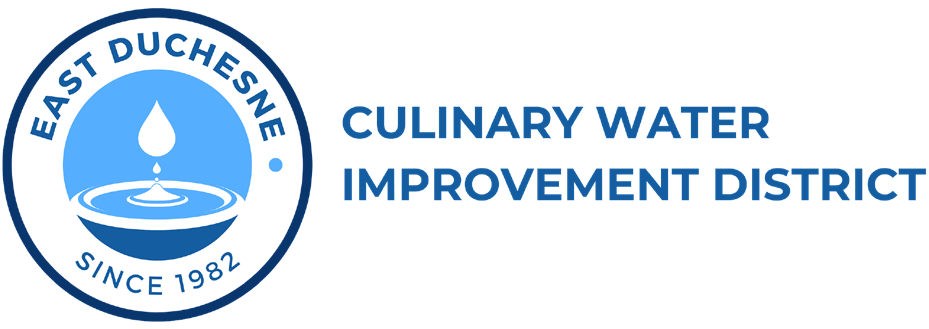 EAST DUCHESNE
SINCE 1982
CULINARY WATER
IMPROVEMENT DISTRICT